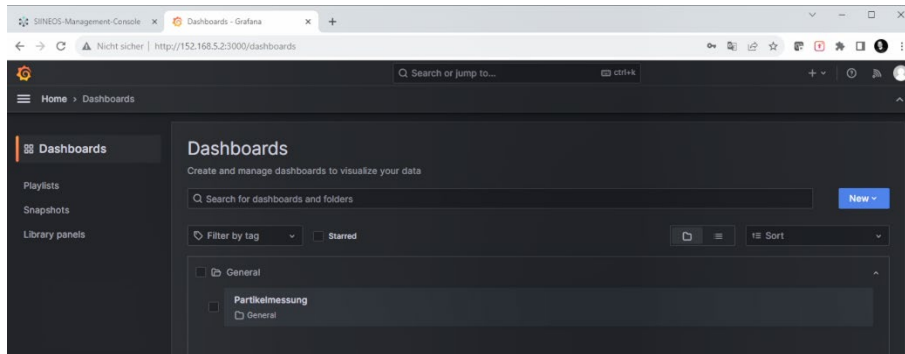 SIINEOS-Management-Console
Dashboards - Grafana
Nicht sicher | http://152.168.5.2:3000/dashboards
Search or jump to... ctrl+k
Home > Dashboards
Dashboards
Playlists
Snapshots
Library panels
Dashboards
Create and manage dashboards to visualize your data
Search for dashboards and folders
New
Filter by tag
Starred
Sort
General
Partikelmessung
General